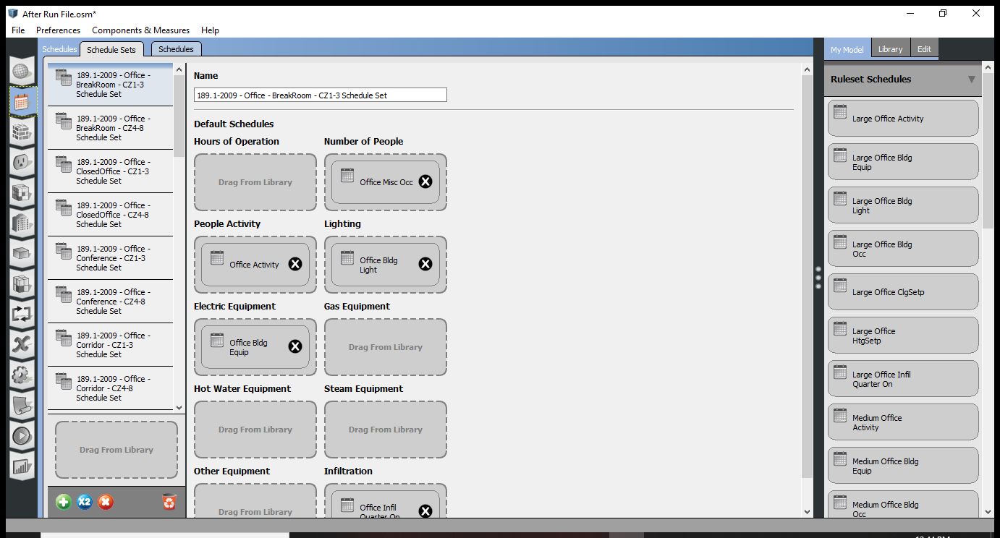 After Run File.osm*
File Preferences Components & Measures Help
Schedules Schedule Sets Schedules
My Model Library Edit
189.1-2009 - Office -
BreakRoom - CZ1-3
Schedule Set
189.1-2009 - Office -
BreakRoom - CZ4-8
Schedule Set
189.1-2009 - Office -
ClosedOffice - CZ1-3
Schedule Set
189.1-2009 - Office -
ClosedOffice - CZ4-8
Schedule Set
189.1-2009 - Office -
Conference - CZ1-3
Schedule Set
189.1-2009 - Office -
Conference - CZ4-8
Schedule Set
189.1-2009 - Office -
Corridor - CZ1-3
Schedule Set
189.1-2009 - Office -
Corridor - CZ4-8
Schedule Set
Drag From Library
X2
Name
189.1-2009 - Office - BreakRoom - CZ1-3 Schedule Set
Default Schedules
Hours of Operation Number of People
Drag From Library Office Misc Occ
People Activity Lighting
Office Activity
Office Bldg
Light
Electric Equipment Gas Equipment
Office Bldg
Equip
Drag From Library
Hot Water Equipment Steam Equipment
Drag From Library Drag From Library
Other Equipment Infiltration
Drag From Library
Office Infil
Quarter On
Ruleset Schedules
Large Office Activity
Large Office Bldg
Equip
Large Office Bldg
Light
Large Office Bldg
Occ
Large Office ClgSetp
Large Office
HtgSetp
Large Office Infil
Quarter On
Medium Office
Activity
Medium Office Bldg
Equip
Medium Office Bldg
Occ